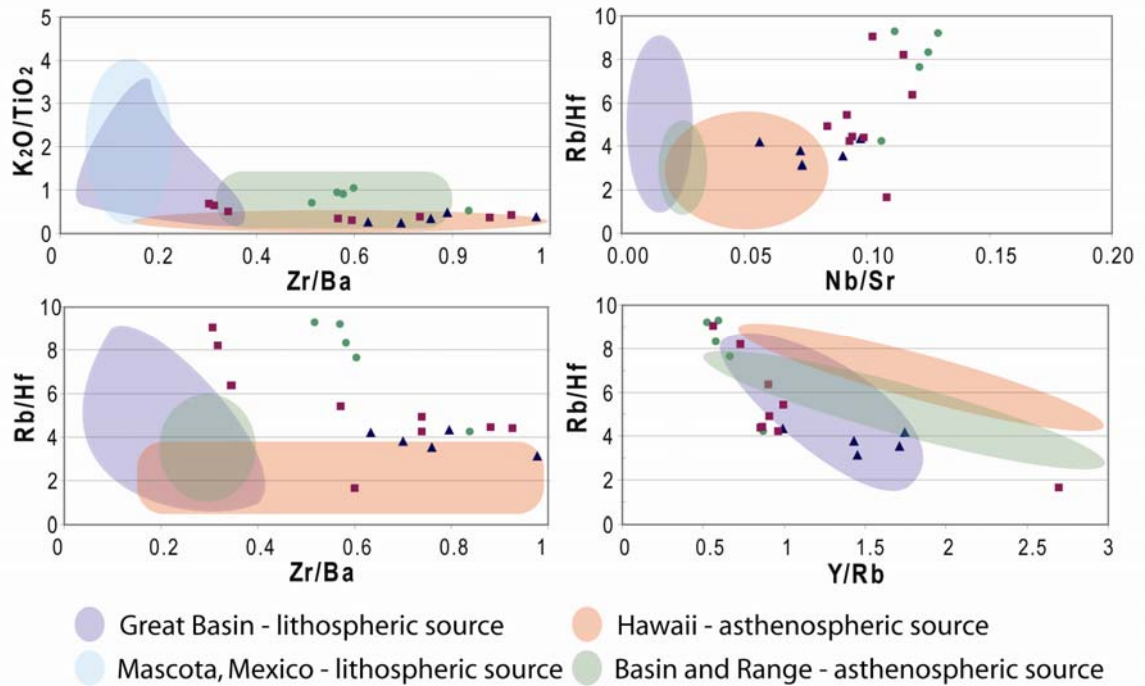 5
4
3
2
1
0
K₂O/TiO₂
0 0.2 0.4 0.6 0.9 1
Zr/Ba
10
8
6
4
2
0
Rb/Hf
0.00 0.05 0.10 0.15 0.20
Nb/Sr
10
8
6
4
2
0
Rb/Hf
0 0.2 0.4 0.6 0.8 1
Zr/Ba
10
8
6
4
2
0
Rb/Hf
0 0.5 1 1.5 2 2.5 3
Y/Rb
Great Basin - lithospheric source
Hawaii - asthenospheric source
Mascota, Mexico - lithospheric source
Basin and Range - asthenospheric source